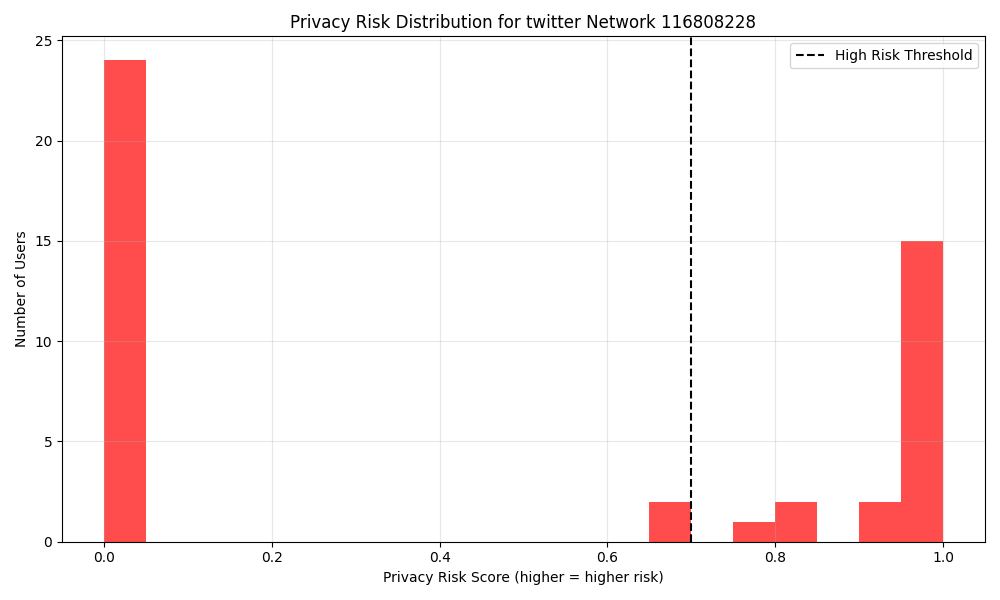 Privacy Risk Distribution for twitter Network 116808228
High Risk Threshold
Number of Users
25
20
15
10
5
0
0.0 0.2 0.4 0.6 0.8 1.0
Privacy Risk Score (higher = higher risk)